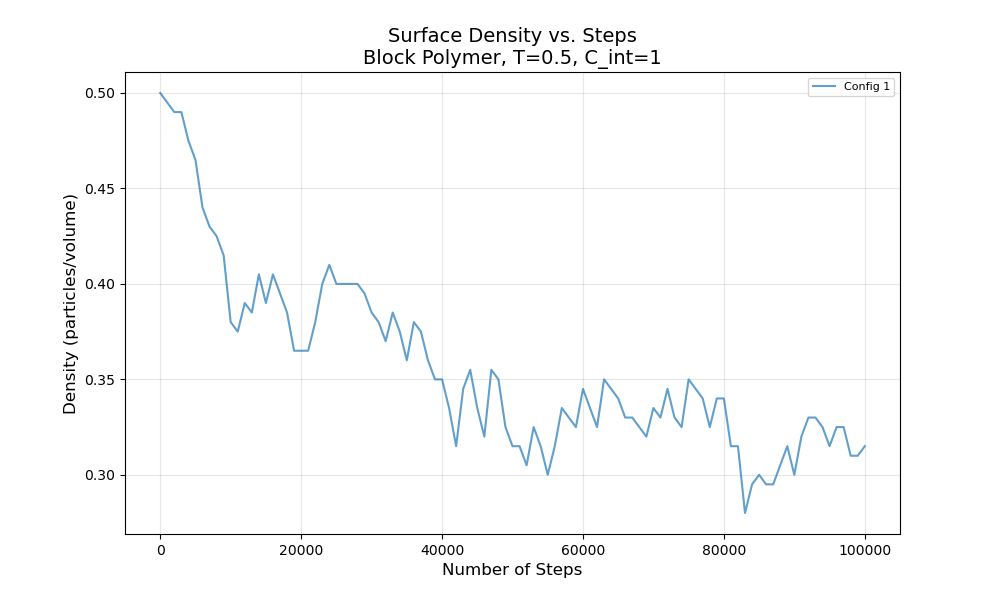 Surface Density vs. Steps
Block Polymer, T=0.5, C_int=1
Config 1
Density (particles/volume)
0.50
0.45
0.40
0.35
0.30
0
20000
40000
60000
80000
100000
Number of Steps